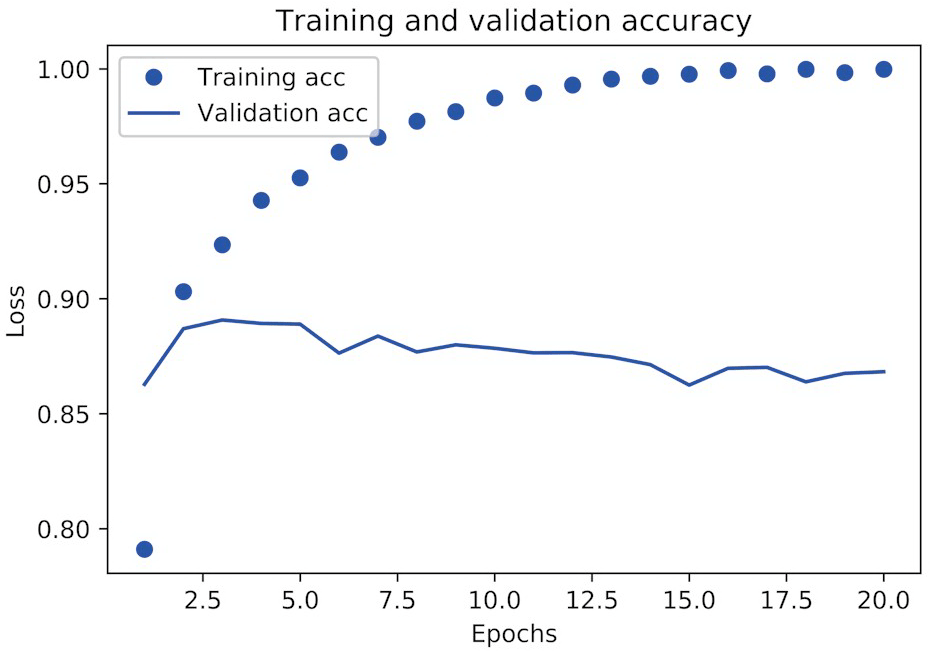 Training and validation accuracy
Training acc
Validation acc
1.00
0.95
0.90
0.85
0.80
Loss
2.5 5.0 7.5 10.0 12.5 15.0 17.5 20.0
Epochs